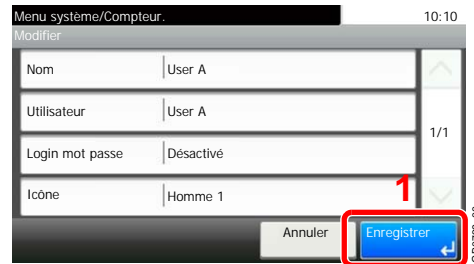 Menu système/Compteur.
10:10
Modifier
Nom User A
Utilisateur User A
1/1
Login mot passe Désactivé
Icône Homme 1
1
Annuler
Enregistrer